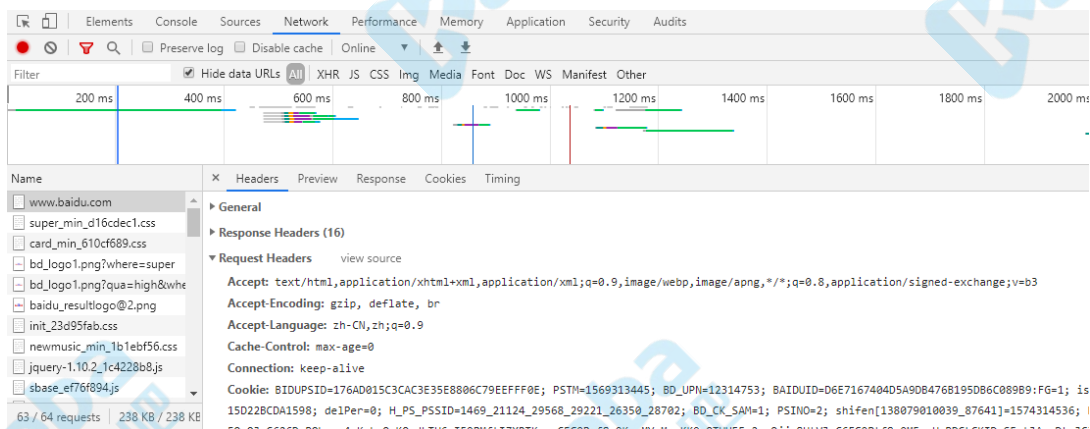 Elements Console Sources Network Performance Memory Application Security Audits
Preserve log Disable cache Online
Filter Hide data URLs All XHR JS CSS Img Media Font Doc WS Manifest Other
200 ms 400 ms 600 ms 800 ms 1000 ms 1200 ms 1400 ms 1600 ms 1800 ms 2000 ms
Name × Headers Preview Response Cookies Timing
www.baidu.com
super_min_d16cdec1.css
card_min_610cf689.css
bd_logo1.png?where=super
bd_logo1.png?qua=high&whe
baidu_resultlogo@2.png
init_23d95fab.css
newmusic_min_1b1ebf56.css
jquery-1.10.2_1c4228b8.js
sbase_ef76f894.js
63 / 64 requests 238 KB / 238 KB
General
Response Headers (16)
Request Headers view source
Accept: text/html,application/xhtml+xml,application/xml;q=0.9,image/webp,image/apng,*/*;q=0.8,application/signed-exchange;v=b3
Accept-Encoding: gzip, deflate, br
Accept-Language: zh-CN,zh;q=0.9
Cache-Control: max-age=0
Connection: keep-alive
Cookie: BIDUPSID=176AD015C3CAC3E35E8806C79EEFFF0E; PSTM=1569313445; BD_UPN=12314753; BAIDUID=D6E7167404D5A9DB476B195DB6C089B9:FG=1; is
15D22BCDA1598; delPer=0; H_PS_PSSID=1469_21124_29568_29221_26350_28702; BD_CK_SAM=1; PSINO=2; shifen[138079010039_87641]=1574314536;